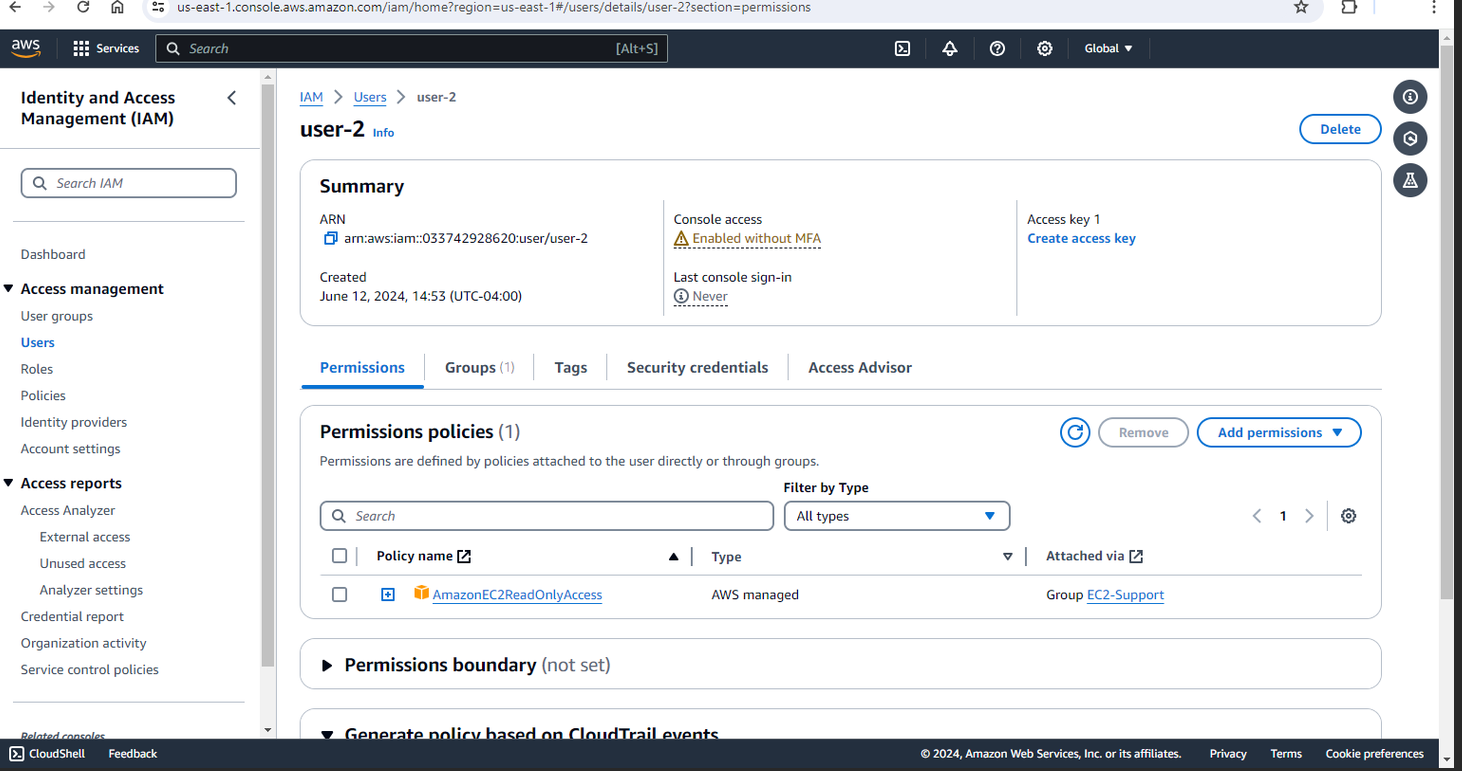 us-east-1.console.aws.amazon.com/iam/home?region=us-east-1#/users/details/user-2?section=permissions
aws
Services
Search
[Alt+S]
Global
Identity and Access
Management (IAM)
Search IAM
Dashboard
Access management
User groups
Users
Roles
Policies
Identity providers
Account settings
Access reports
Access Analyzer
External access
Unused access
Analyzer settings
Credential report
Organization activity
Service control policies
Related consoles
IAM > Users > user-2
user-2 Info
Delete
Summary
ARN
arn:aws:iam::033742928620:user/user-2
Created
June 12, 2024, 14:53 (UTC-04:00)
Console access
Enabled without MFA
Last console sign-in
Never
Access key 1
Create access key
Permissions
Groups (1)
Tags
Security credentials
Access Advisor
Permissions policies (1)
Remove
Add permissions
Permissions are defined by policies attached to the user directly or through groups.
Filter by Type
Search
All types
1
Policy name
Type
Attached via
AmazonEC2ReadOnlyAccess
AWS managed
Group EC2-Support
Permissions boundary (not set)
Generate policy based on CloudTrail events
CloudShell
Feedback
© 2024, Amazon Web Services, Inc. or its affiliates.
Privacy
Terms
Cookie preferences